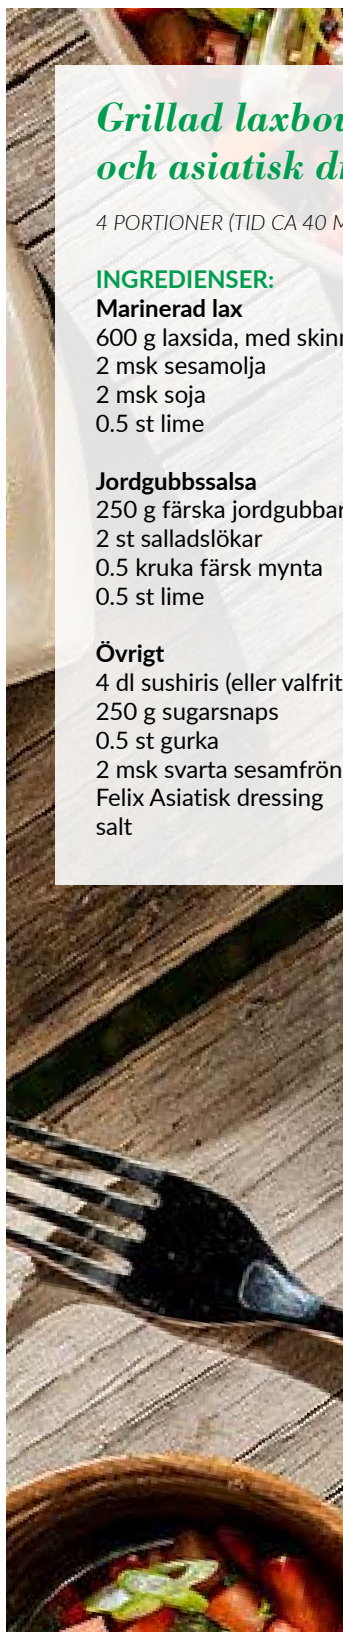 Grillad laxbou
och asiatisk
4 PORTIONER (TID CA 40 M
INGREDIENSER:
Marinerad lax
600 g laxsida, med skinn
2 msk sesamolja
2 msk soja
0.5 st lime
Jordgubbssalsa
250 g färska jordgubbar
2 st salladslökar
0.5 kruka färsk mynta
0.5 st lime
Övrigt
4 dl sushiris (eller valfrit
250 g sugarsnaps
0.5 st gurka
2 msk svarta sesamfrön
Felix Asiatisk dressing
salt